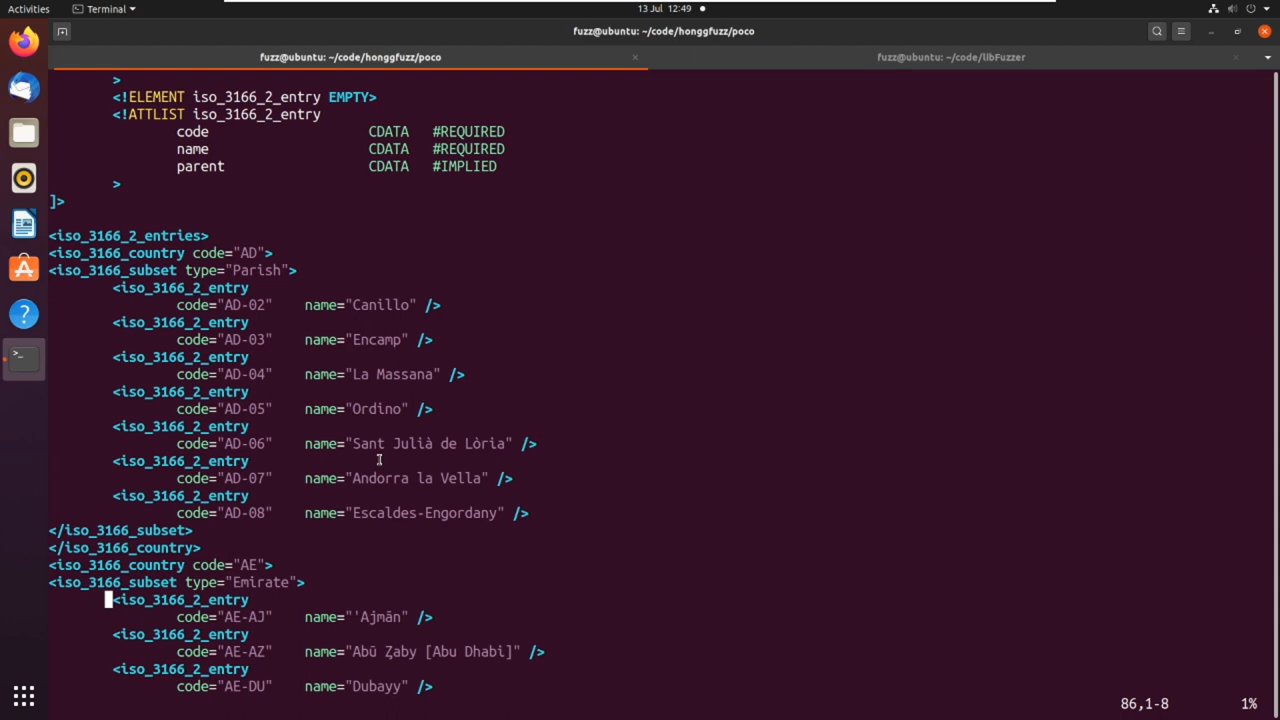 Activities
Terminal
13 Jul 12:49
fuzz@ubuntu: ~/code/honggfuzz/poco
fuzz@ubuntu: ~/code/honggfuzz/poco
fuzz@ubuntu: ~/code/libFuzzer
>
<!ELEMENT iso_3166_2_entry EMPTY>
<!ATTLIST iso_3166_2_entry
code CDATA #REQUIRED
name CDATA #REQUIRED
parent CDATA #IMPLIED
>
]>
<iso_3166_2_entries>
<iso_3166_country code="AD">
<iso_3166_subset type="Parish">
<iso_3166_2_entry
code="AD-02" name="Canillo" />
<iso_3166_2_entry
code="AD-03" name="Encamp" />
<iso_3166_2_entry
code="AD-04" name="La Massana" />
<iso_3166_2_entry
code="AD-05" name="Ordino" />
<iso_3166_2_entry
code="AD-06" name="Sant Julià de Lòria" />
<iso_3166_2_entry
code="AD-07" name="Andorra la Vella" />
<iso_3166_2_entry
code="AD-08" name="Escaldes-Engordany" />
</iso_3166_subset>
</iso_3166_country>
<iso_3166_country code="AE">
<iso_3166_subset type="Emirate">
<iso_3166_2_entry
code="AE-AJ" name="'Ajmān" />
<iso_3166_2_entry
code="AE-AZ" name="Abū Z̧aby [Abu Dhabi]" />
<iso_3166_2_entry
code="AE-DU" name="Dubayy" />
86,1-8 1%